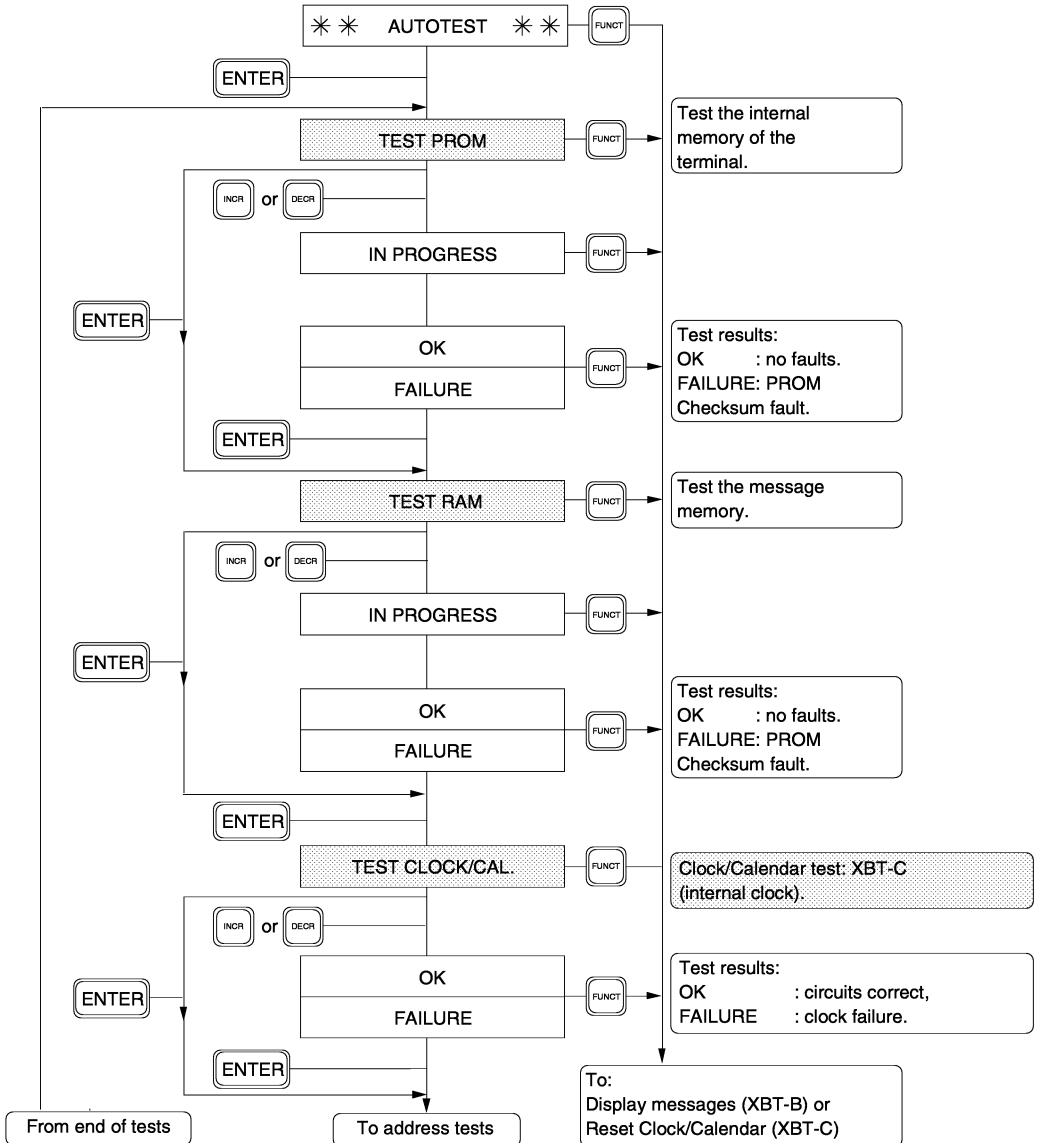 ✳ ✳ AUTOTEST ✳ ✳
FUNCT
ENTER
TEST PROM
FUNCT
Test the internal
memory of the
terminal.
INCR or DECR
IN PROGRESS
FUNCT
ENTER
OK
FAILURE
FUNCT
Test results:
OK : no faults.
FAILURE: PROM
Checksum fault.
ENTER
TEST RAM
FUNCT
Test the message
memory.
INCR or DECR
IN PROGRESS
FUNCT
ENTER
OK
FAILURE
FUNCT
Test results:
OK : no faults.
FAILURE: PROM
Checksum fault.
ENTER
TEST CLOCK/CAL.
FUNCT
Clock/Calendar test: XBT-C
(internal clock).
INCR or DECR
ENTER
OK
FAILURE
FUNCT
Test results:
OK : circuits correct,
FAILURE : clock failure.
ENTER
From end of tests
To address tests
To:
Display messages (XBT-B) or
Reset Clock/Calendar (XBT-C)